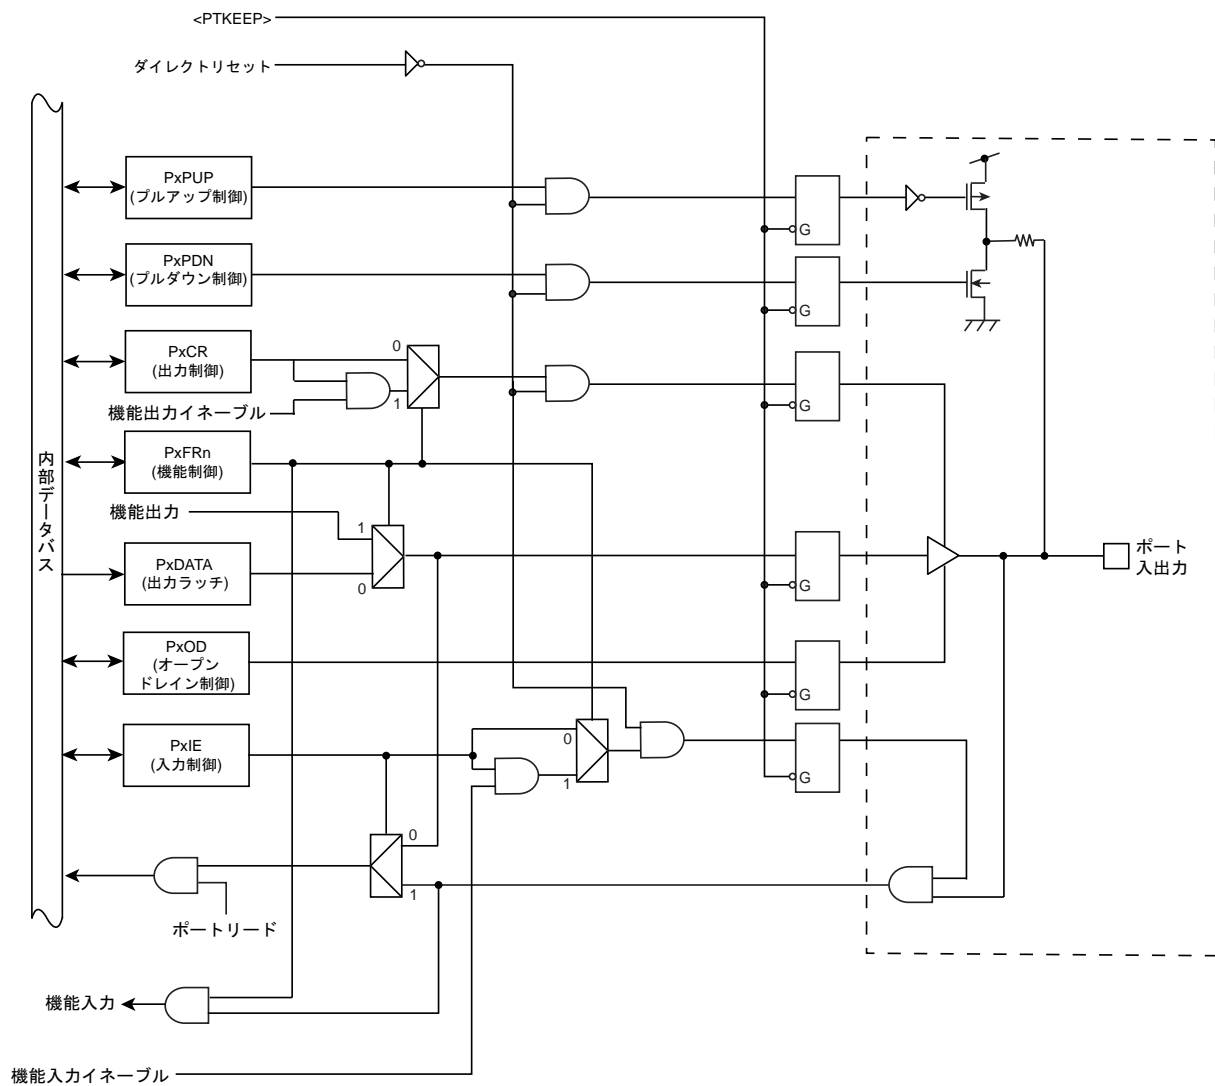 <PTKEEP>
ダイレクトリセット
PxPUP
(プルアップ制御)
G
PxPDN
(プルダウン制御)
G
PxCR
(出力制御)
0
1
機能出力イネーブル
G
PxFRn
(機能制御)
内部データバス
機能出力
1
0
PxDATA
(出力ラッチ)
G
ポート
入出力
PxOD
(オープン
ドレイン制御)
G
PxIE
(入力制御)
0
1
G
0
1
ポートリード
機能入力
機能入力イネーブル